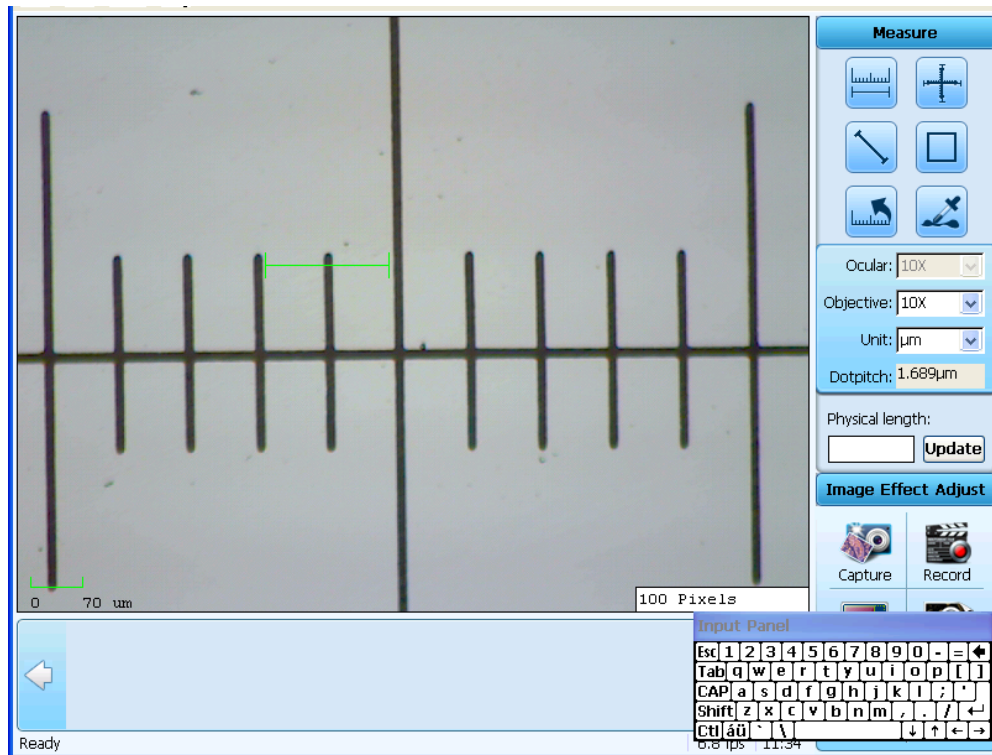 Measure
Ocular: 10X
Objective: 10X
Unit: µm
Dotpitch: 1.689µm
Physical length:
Update
Image Effect Adjust
Capture Record
0 70 um
100 Pixels
Input Panel
Esc 1 2 3 4 5 6 7 8 9 0 - =
Tab q w e r t y u i o p [ ]
CAP a s d f g h j k l ; '
Shift z x c v b n m , . /
Ctl áü ` \
Ready
6.8 fps 11:34